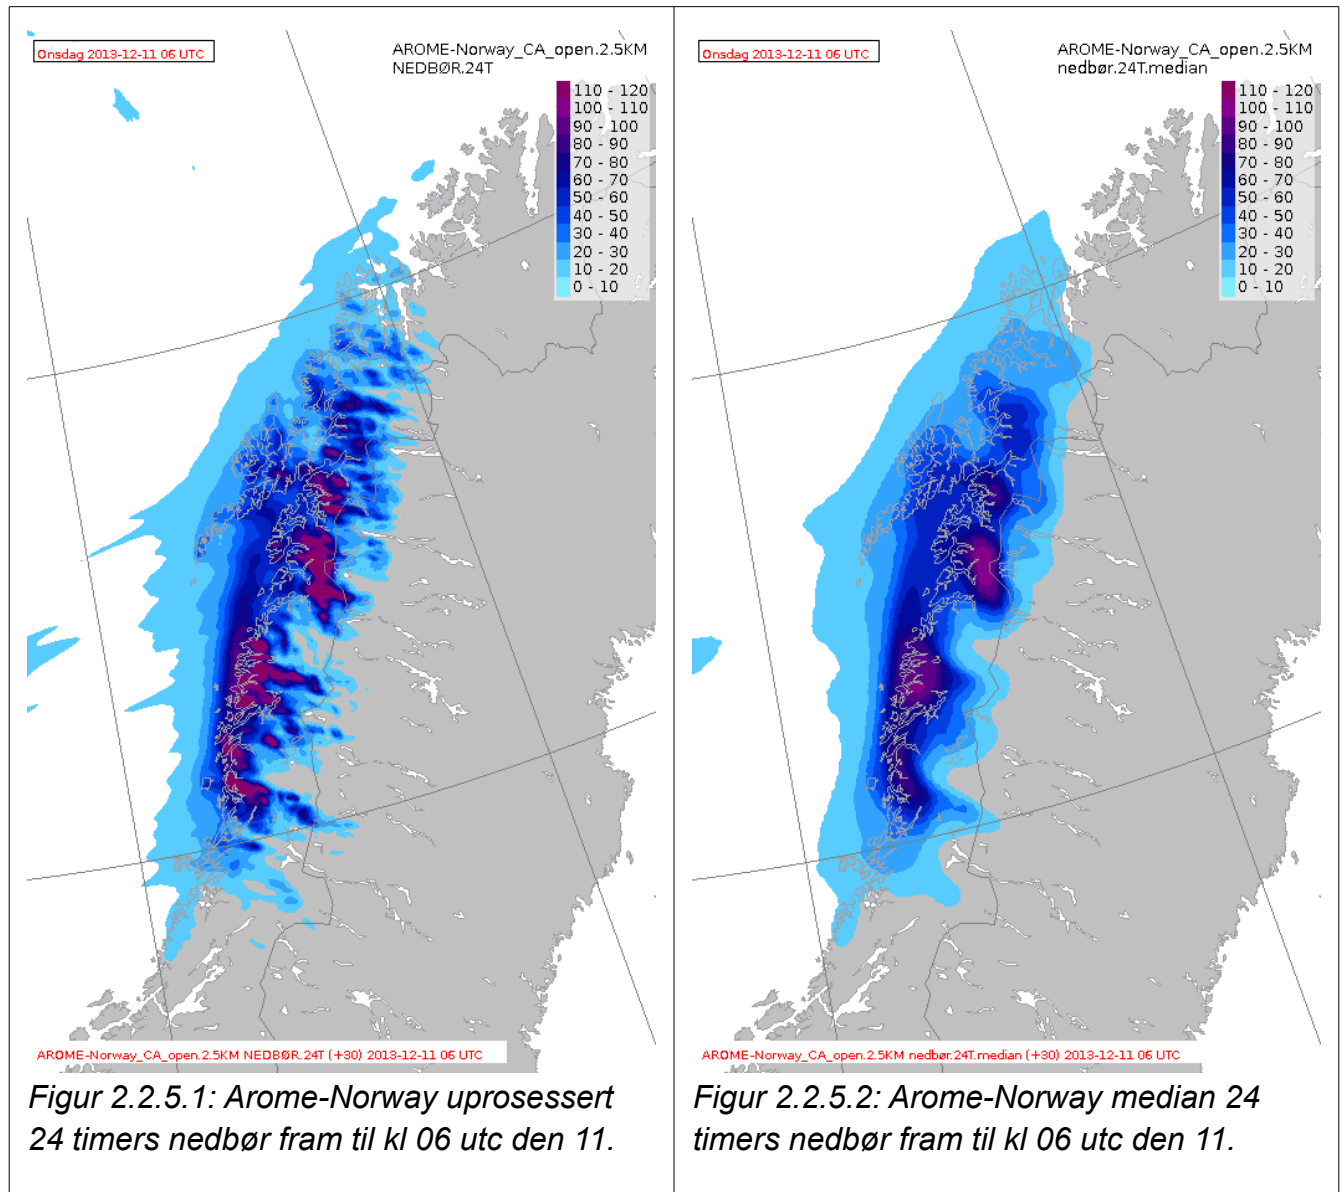 Onsdag 2013-12-11 06 UTC
AROME-Norway_CA_open.2.5KM
NEDBØR.24T
110 - 120
100 - 110
90 - 100
80 - 90
70 - 80
60 - 70
50 - 60
40 - 50
30 - 40
20 - 30
10 - 20
0 - 10
AROME-Norway_CA_open.2.5KM NEDBØR.24T (+30) 2013-12-11 06 UTC
Figur 2.2.5.1: Arome-Norway uprosessert
24 timers nedbør fram til kl 06 utc den 11.
Onsdag 2013-12-11 06 UTC
AROME-Norway_CA_open.2.5KM
nedbør.24T.median
110 - 120
100 - 110
90 - 100
80 - 90
70 - 80
60 - 70
50 - 60
40 - 50
30 - 40
20 - 30
10 - 20
0 - 10
AROME-Norway_CA_open.2.5KM nedbør.24T.median (+30) 2013-12-11 06 UTC
Figur 2.2.5.2: Arome-Norway median 24
timers nedbør fram til kl 06 utc den 11.